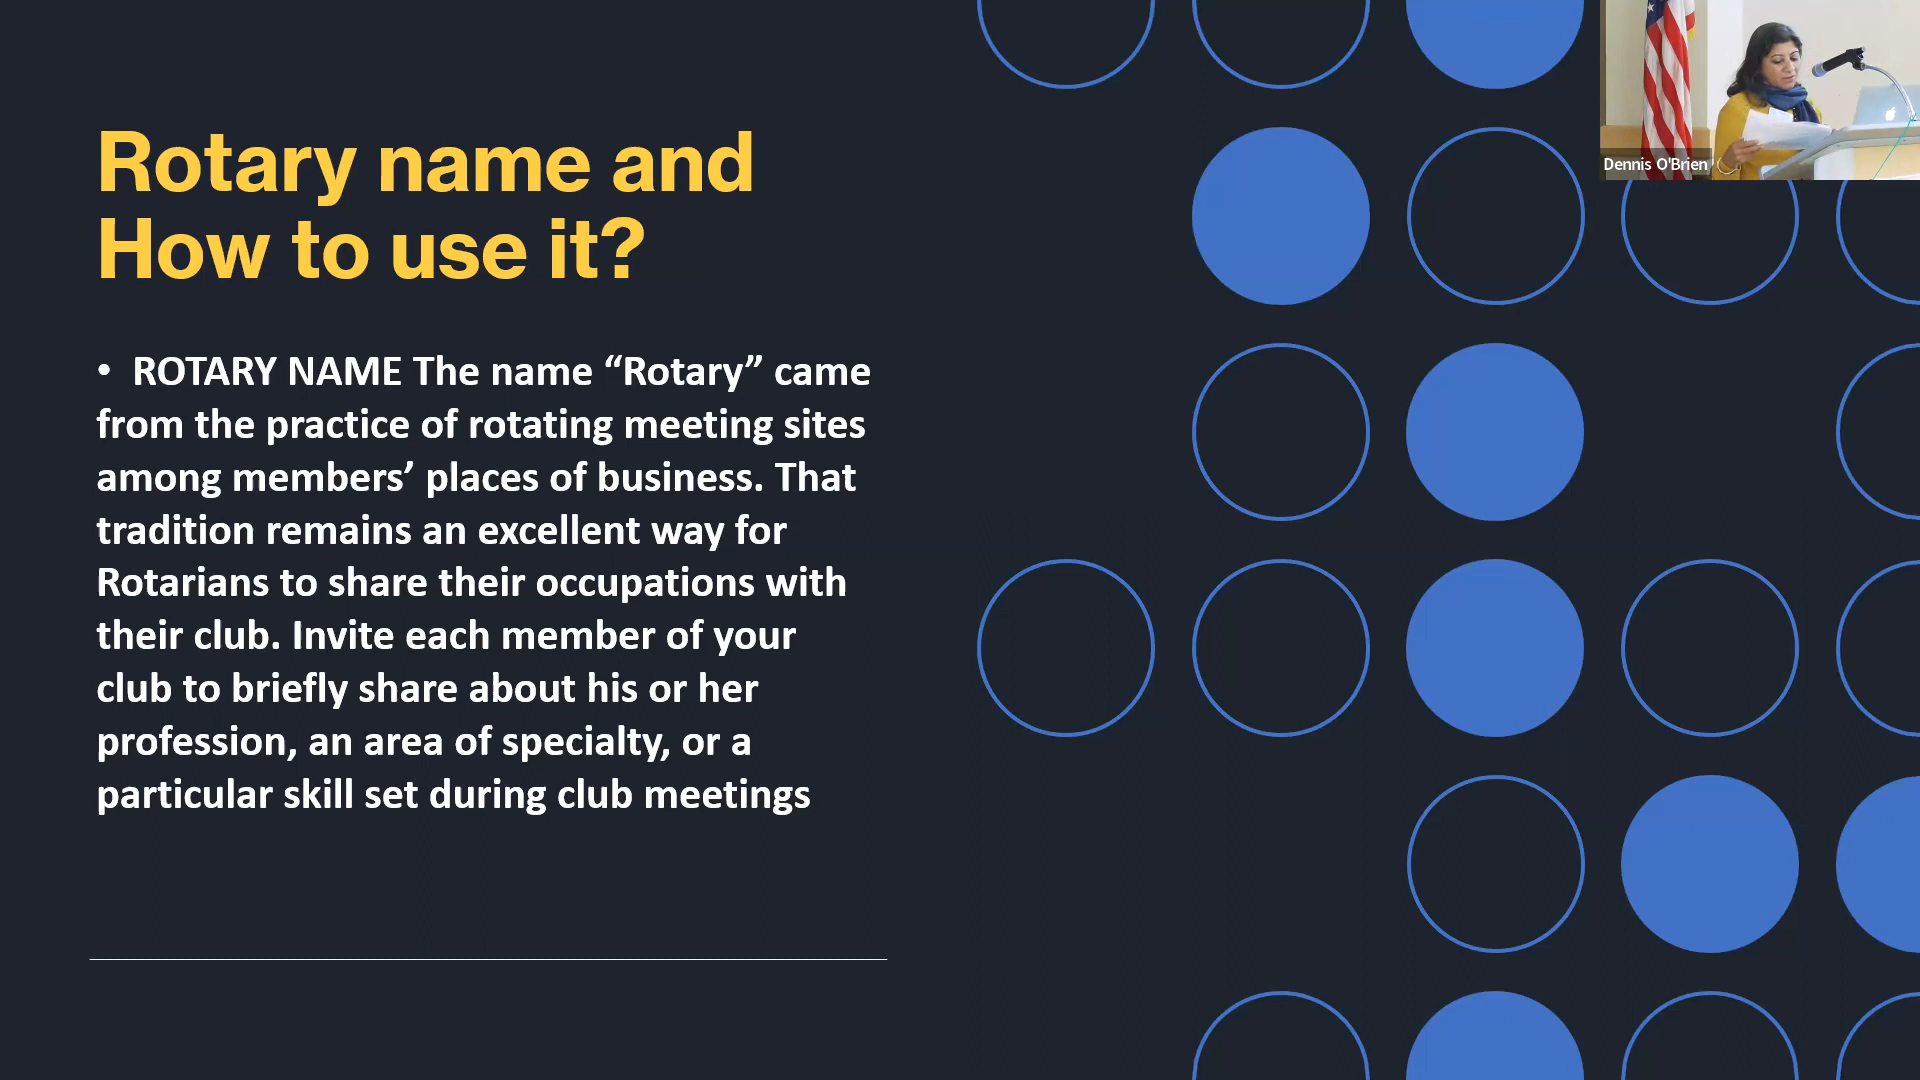 Rotary name and
How to use it?
• ROTARY NAME The name “Rotary” came
from the practice of rotating meeting sites
among members’ places of business. That
tradition remains an excellent way for
Rotarians to share their occupations with
their club. Invite each member of your
club to briefly share about his or her
profession, an area of specialty, or a
particular skill set during club meetings
Dennis O'Brien